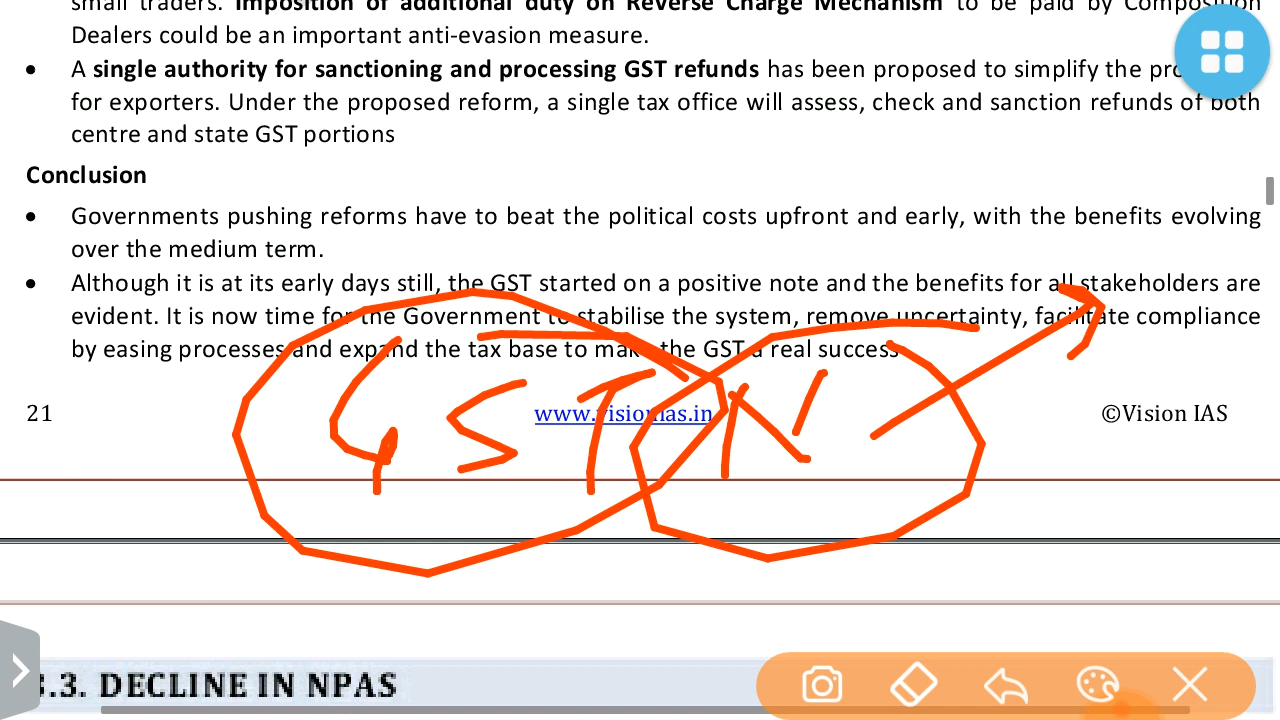 small traders. Imposition of additional duty on Reverse Charge Mechanism to be paid by Composition
Dealers could be an important anti-evasion measure.
• A single authority for sanctioning and processing GST refunds has been proposed to simplify the
for exporters. Under the proposed reform, a single tax office will assess, check and sanction refunds of both
centre and state GST portions
Conclusion
• Governments pushing reforms have to beat the political costs upfront and early, with the benefits evolving
over the medium term.
• Although it is at its early days still, the GST started on a positive note and the benefits for all stakeholders are
evident. It is now time for the Government to stabilise the system, remove uncertainty, facilitate compliance
by easing processes and expand the tax base to make the GST a real success
GSTN
21 www.visionias.in ©Vision IAS
3.3. DECLINE IN NPAS